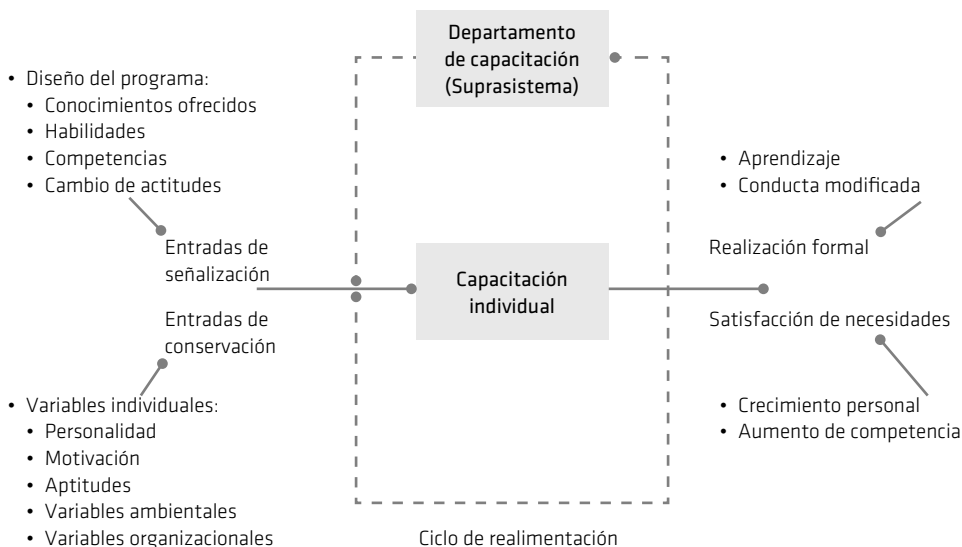 Departamento
de capacitación
(Suprasistema)
• Diseño del programa:
• Conocimientos ofrecidos
• Habilidades
• Competencias
• Cambio de actitudes
Entradas de
señalización
Entradas de
conservación
• Variables individuales:
• Personalidad
• Motivación
• Aptitudes
• Variables ambientales
• Variables organizacionales
Capacitación
individual
• Aprendizaje
• Conducta modificada
Realización formal
Satisfacción de necesidades
• Crecimiento personal
• Aumento de competencia
Ciclo de realimentación